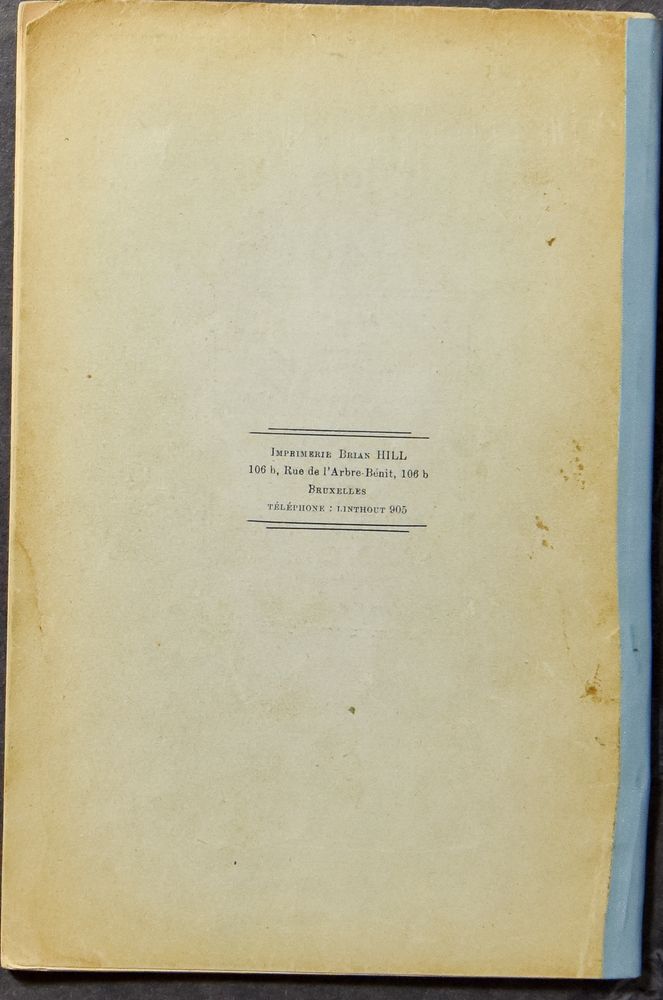 Imprimerie Brian HILL
106 b, Rue de l'Arbre-Bénit, 106 b
Bruxelles
Téléphone : Linthout 905